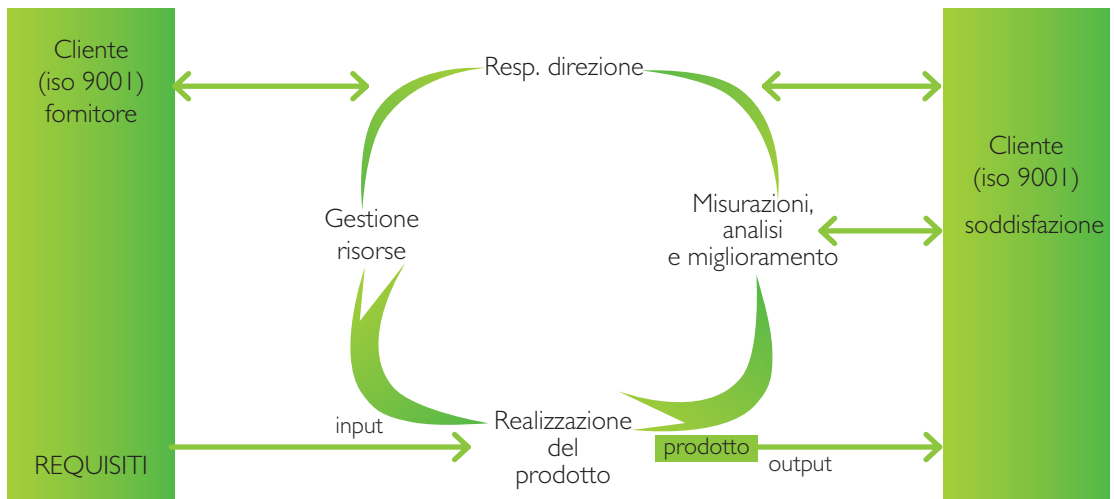 Cliente
(iso 9001)
fornitore
REQUISITI
Resp. direzione
Gestione
risorse
Misurazioni,
analisi
e miglioramento
input
Realizzazione
del
prodotto
prodotto
output
Cliente
(iso 9001)
soddisfazione